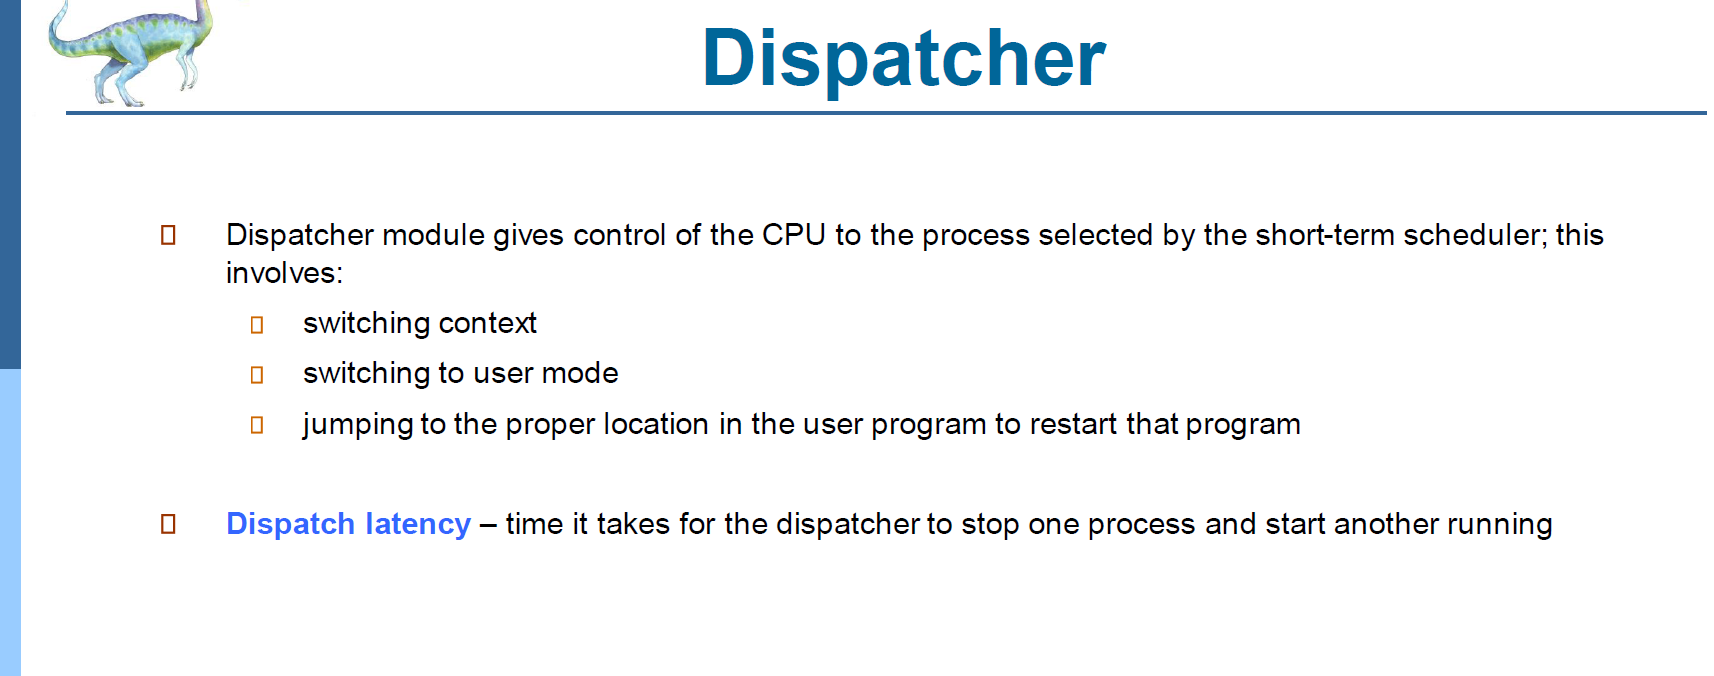 Dispatcher
Dispatcher module gives control of the CPU to the process selected by the short-term scheduler; this
involves:
switching context
switching to user mode
jumping to the proper location in the user program to restart that program
Dispatch latency – time it takes for the dispatcher to stop one process and start another running